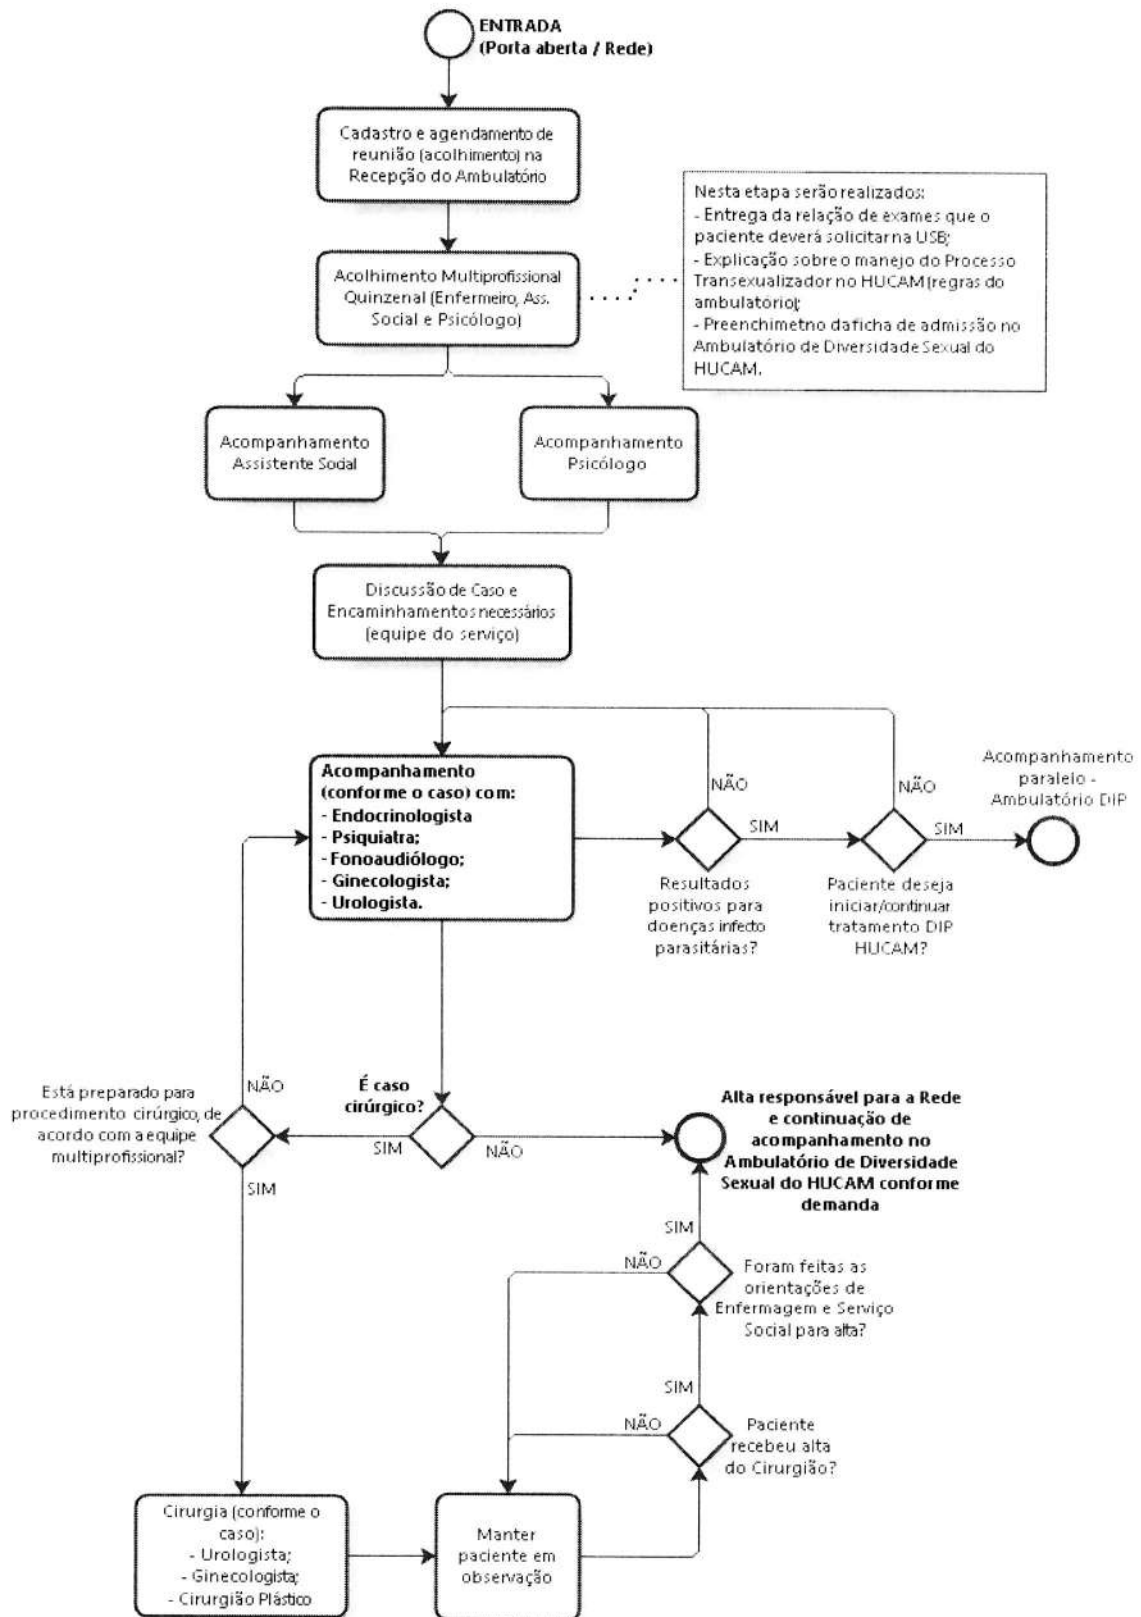 ENTRADA
(Porta aberta / Rede)
Cadastro e agendamento de
reunião (acolhimento) na
Recepção do Ambulatório
Nesta etapa serão realizados:
- Entrega da relação de exames que o
paciente deverá solicitar na USB;
- Explicação sobre o manejo do Processo
Transexualizador no HUCAM (regras do
ambulatório);
- Preenchimetno da ficha de admissão no
Ambulatório de Diversidade Sexual do
HUCAM.
Acolhimento Multiprofissional
Quinzenal (Enfermeiro, Ass.
Social e Psicólogo)
Acompanhamento
Assistente Social
Acompanhamento
Psicólogo
Discussão de Caso e
Encaminhamentos necessários
(equipe do serviço)
Acompanhamento
(conforme o caso) com:
- Endocrinologista
- Psiquiatra;
- Fonoaudiólogo;
- Ginecologista;
- Urologista.
NÃO
SIM
Resultados
positivos para
doenças infecto
parasitárias?
NÃO
SIM
Paciente deseja
iniciar/continuar
tratamento DIP
HUCAM?
Acompanhamento
paralelo -
Ambulatório DIP
É caso
cirúrgico?
SIM
NÃO
Está preparado para
procedimento cirúrgico, de
acordo com a equipe
multiprofissional?
NÃO
SIM
Alta responsável para a Rede
e continuação de
acompanhamento no
Ambulatório de Diversidade
Sexual do HUCAM conforme
demanda
SIM
NÃO
Foram feitas as
orientações de
Enfermagem e Serviço
Social para alta?
SIM
NÃO
Paciente
recebeu alta
do Cirurgião?
Cirurgia (conforme o
caso):
- Urologista;
- Ginecologista;
- Cirurgião Plástico
Manter
paciente em
observação